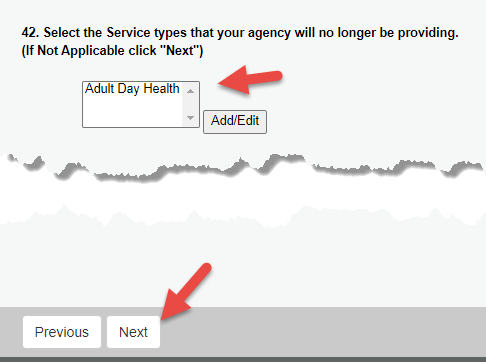 42. Select the Service types that your agency will no longer be providing.
(If Not Applicable click "Next")
Adult Day Health
Add/Edit
Previous
Next